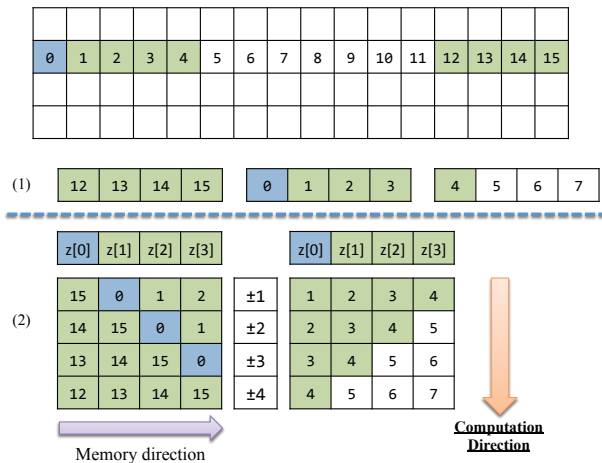 0 1 2 3 4 5 6 7 8 9 10 11 12 13 14 15
(1) 12 13 14 15 0 1 2 3 4 5 6 7
z[0] z[1] z[2] z[3] z[0] z[1] z[2] z[3]
15 0 1 2 ±1 1 2 3 4
14 15 0 1 ±2 2 3 4 5
(2)
13 14 15 0 ±3 3 4 5 6
12 13 14 15 ±4 4 5 6 7
Computation
Direction
Memory direction